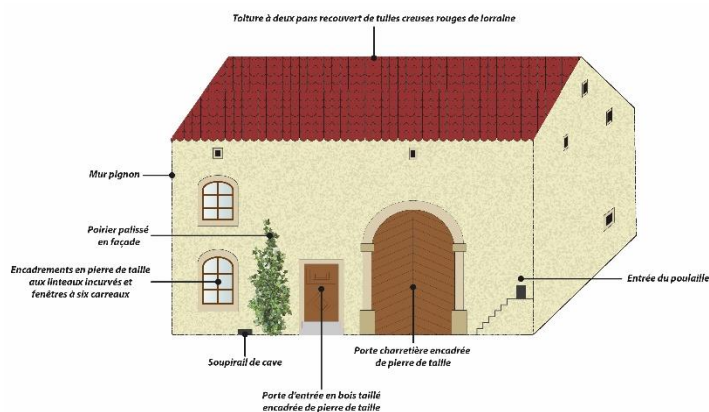 Toiture à deux pans recouvert de tuiles creuses rouges de lorraine
Mur pignon
Poirier palissé
en façade
Encadrements en pierre de taille
aux linteaux incurvés et
fenêtres à six carreaux
Entrée du poulaille
Soupirail de cave
Porte charretière encadrée
de pierre de taille
Porte d'entrée en bois taillé
encadrée de pierre de taille